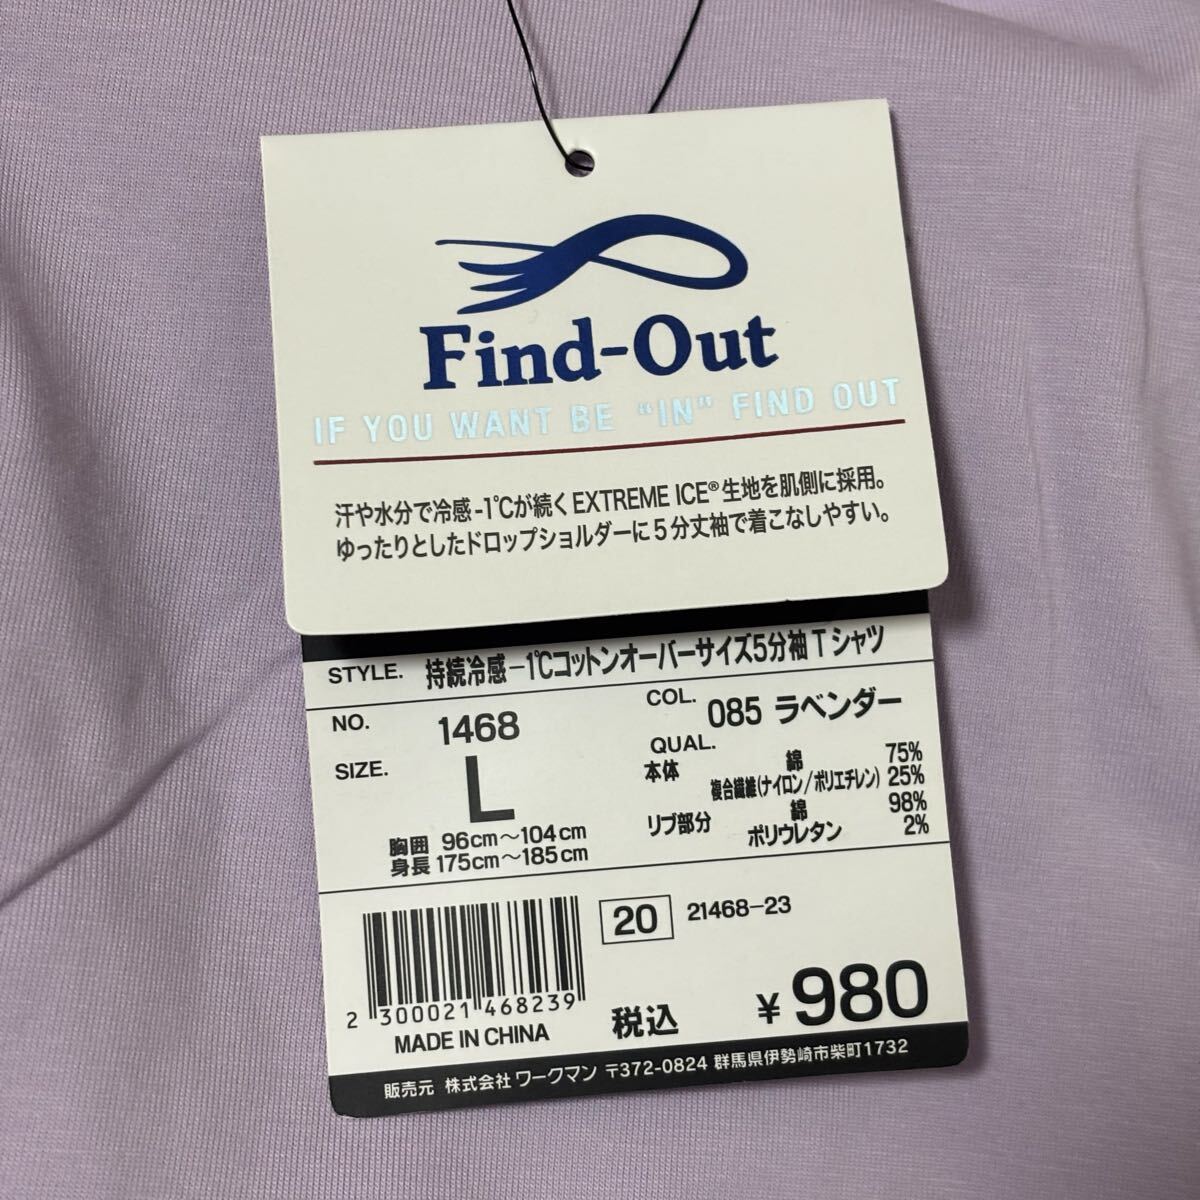 Find-Out
IF YOU WANT BE "IN" FIND OUT
汗や水分で冷感-1℃が続くEXTREME ICE®生地を肌側に採用。
ゆったりとしたドロップショルダーに5分丈袖で着こなしやすい。
STYLE. 持続冷感-1℃コットンオーバーサイズ5分袖Tシャツ
NO. 1468
COL. 085 ラベンダー
SIZE. L
胸囲 96cm~104cm
身長 175cm~185cm
QUAL.
本体 綿 75%
複合繊維(ナイロン/ポリエチレン) 25%
リブ部分 綿 98%
ポリウレタン 2%
20 21468-23
2 300021 468239
MADE IN CHINA
税込 ¥980
販売元 株式会社ワークマン 〒372-0824 群馬県伊勢崎市柴町1732